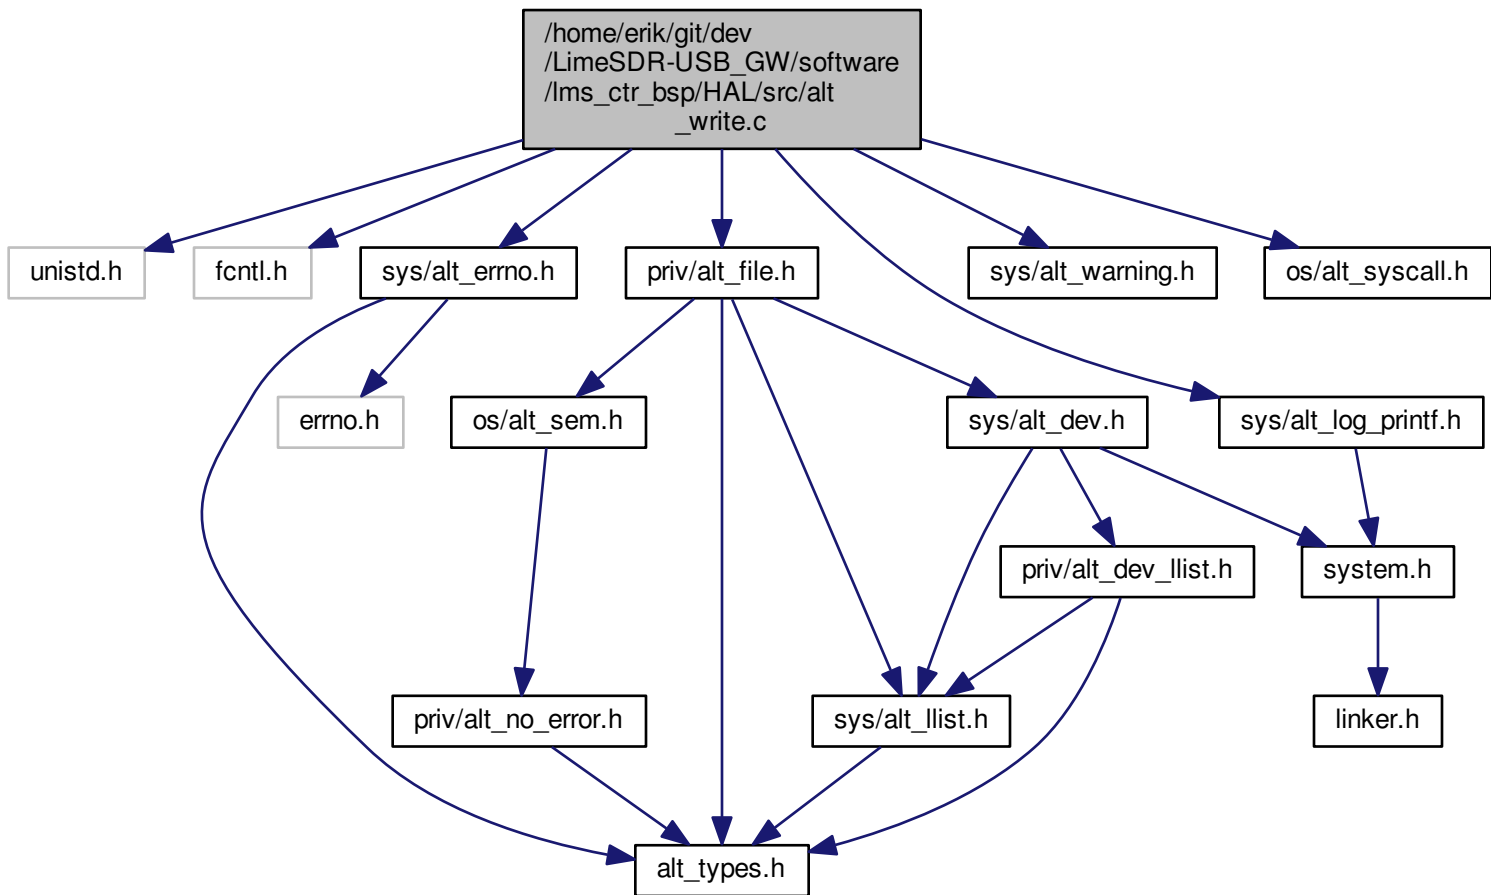 /home/erik/git/dev
/LimeSDR-USB_GW/software
/lms_ctr_bsp/HAL/src/alt
_write.c
unistd.h
fcntl.h
sys/alt_errno.h
priv/alt_file.h
sys/alt_warning.h
os/alt_syscall.h
errno.h
os/alt_sem.h
sys/alt_dev.h
sys/alt_log_printf.h
priv/alt_dev_llist.h
system.h
priv/alt_no_error.h
sys/alt_llist.h
linker.h
alt_types.h